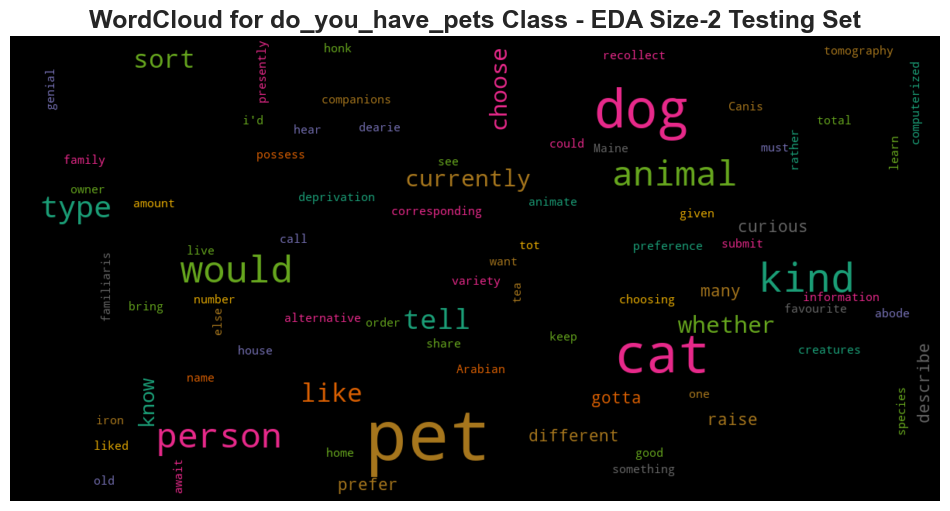 WordCloud for do_you_have_pets Class - EDA Size-2 Testing Set
honk
tomography
sort
presently
choose
recollect
genial
computerized
companions
dog
Canis
i'd
hear
dearie
total
could
Maine
must
rather
learn
family
possess
see
currently
animal
owner
type
amount
deprivation
corresponding
animate
given
curious
call
tot
preference
submit
live
would
want
familiaris
variety
tea
kind
bring
number
else
alternative
order
tell
choosing
many
information
favourite
abode
whether
share
keep
house
cat
creatures
name
Arabian
describe
know
like
gotta
one
species
iron
person
pet
different
raise
liked
home
good
something
old
await
prefer